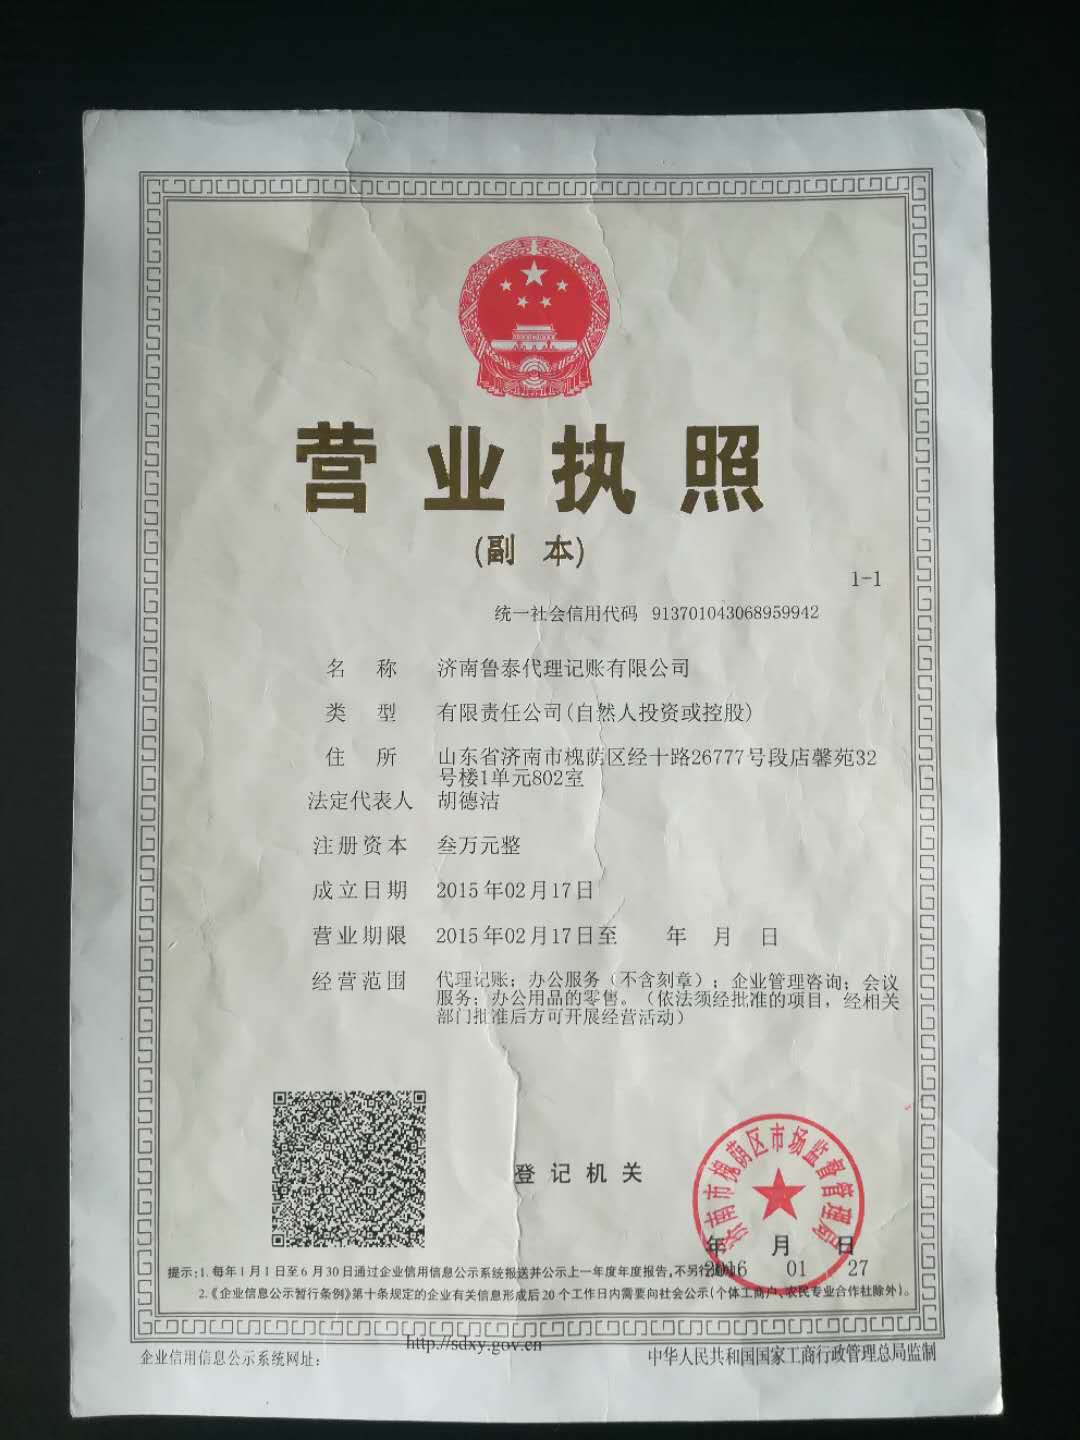 营业执照
(副 本)
1-1
统一社会信用代码 913701043068959942
名 称 济南鲁泰代理记账有限公司
类 型 有限责任公司(自然人投资或控股)
住 所 山东省济南市槐荫区经十路26777号段店馨苑32
号楼1单元802室
法定代表人 胡德洁
注册资本 叁万元整
成立日期 2015年02月17日
营业期限 2015年02月17日至 年 月 日
经营范围 代理记账；办公服务（不含刻章）；企业管理咨询；会议
服务；办公用品的零售。（依法须经批准的项目，经相关
部门批准后方可开展经营活动）
登记机关
济南市槐荫区市场监督管理局
年 月 日
2016 01 27
提示：1. 每年1月1日至6月30日通过企业信用信息公示系统报送并公示上一年度年度报告,不另行通知。
2.《企业信息公示暂行条例》第十条规定的企业有关信息形成后20个工作日内需要向社会公示(个体工商户、农民专业合作社除外)。
http://sdxy.gov.cn
企业信用信息公示系统网址：
中华人民共和国国家工商行政管理总局监制